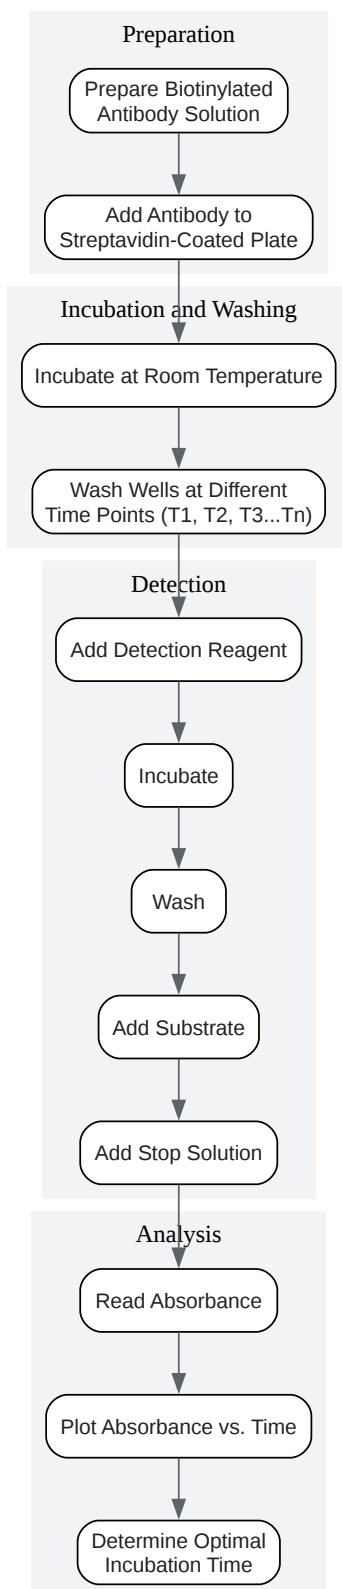 Preparation
Prepare Biotinylated
Antibody Solution
Add Antibody to
Streptavidin-Coated Plate
Incubation and Washing
Incubate at Room Temperature
Wash Wells at Different
Time Points (T1, T2, T3...Tn)
Detection
Add Detection Reagent
Incubate
Wash
Add Substrate
Add Stop Solution
Analysis
Read Absorbance
Plot Absorbance vs. Time
Determine Optimal
Incubation Time